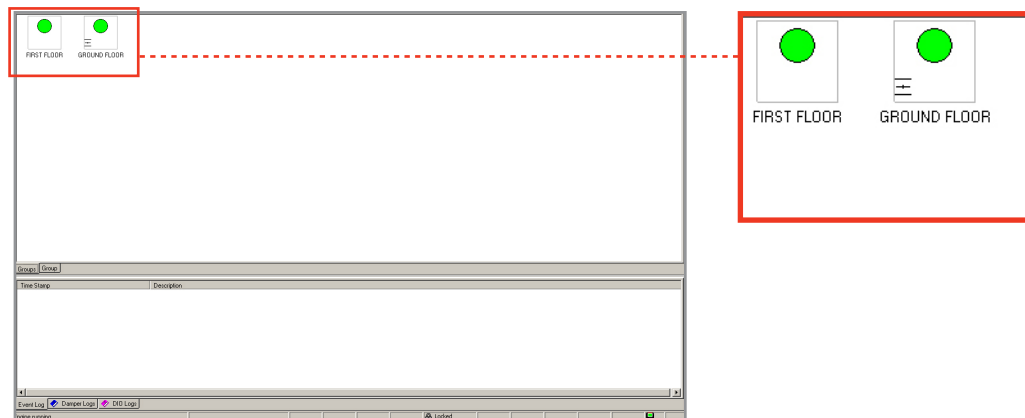 FIRST FLOOR GROUND FLOOR
FIRST FLOOR GROUND FLOOR
Groups Group
Time Stamp Description
Event Log Damper Logs DIO Logs
running Locked